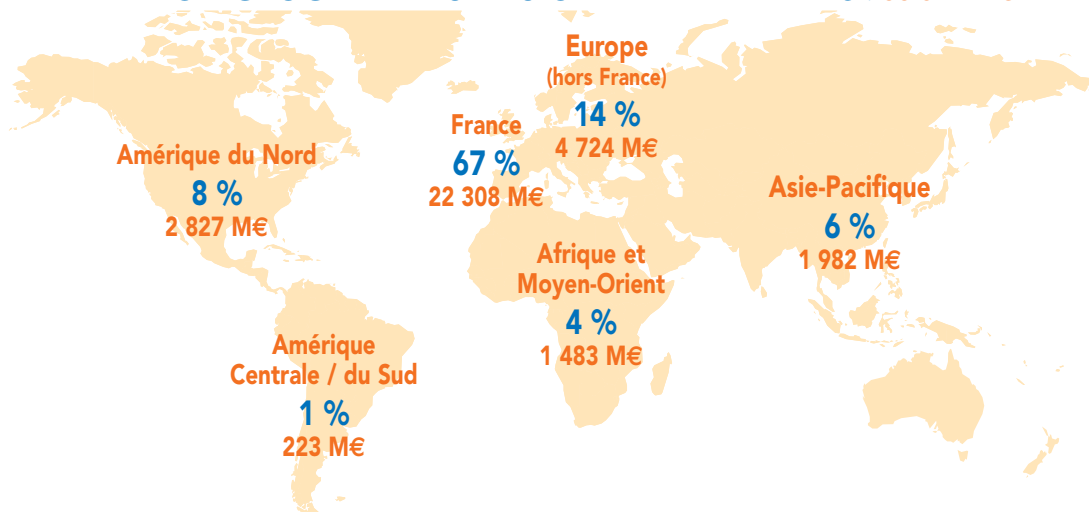 Europe
(hors France)
14 %
4 724 M€
France
67 %
22 308 M€
Amérique du Nord
8 %
2 827 M€
Asie-Pacifique
6 %
1 982 M€
Afrique et
Moyen-Orient
4 %
1 483 M€
Amérique
Centrale / du Sud
1 %
223 M€